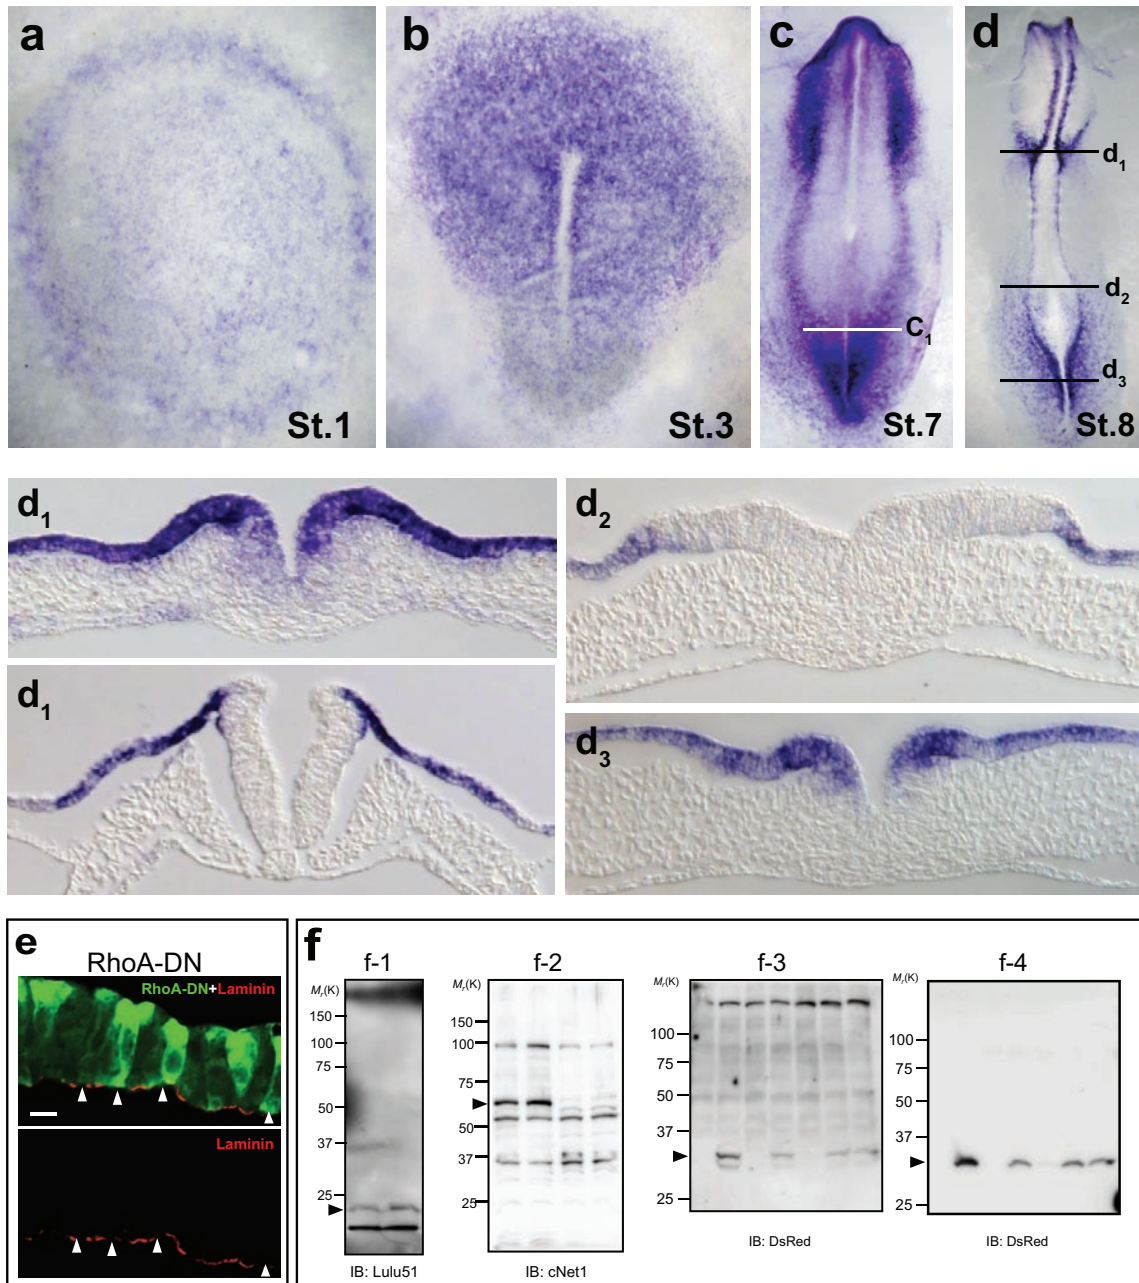 a
b
c
d
d1
d2
C1
d3
St.1
St.3
St.7
St.8
d1
d2
d1
d3
e
RhoA-DN
RhoA-DN+Laminin
Laminin
f
f-1
f-2
f-3
f-4
Mr(K)
150
100
75
50
37
25
IB: Lulu51
Mr(K)
150
100
75
50
37
25
IB: cNet1
Mr(K)
100
75
50
37
25
IB: DsRed
Mr(K)
100
75
50
37
25
IB: DsRed